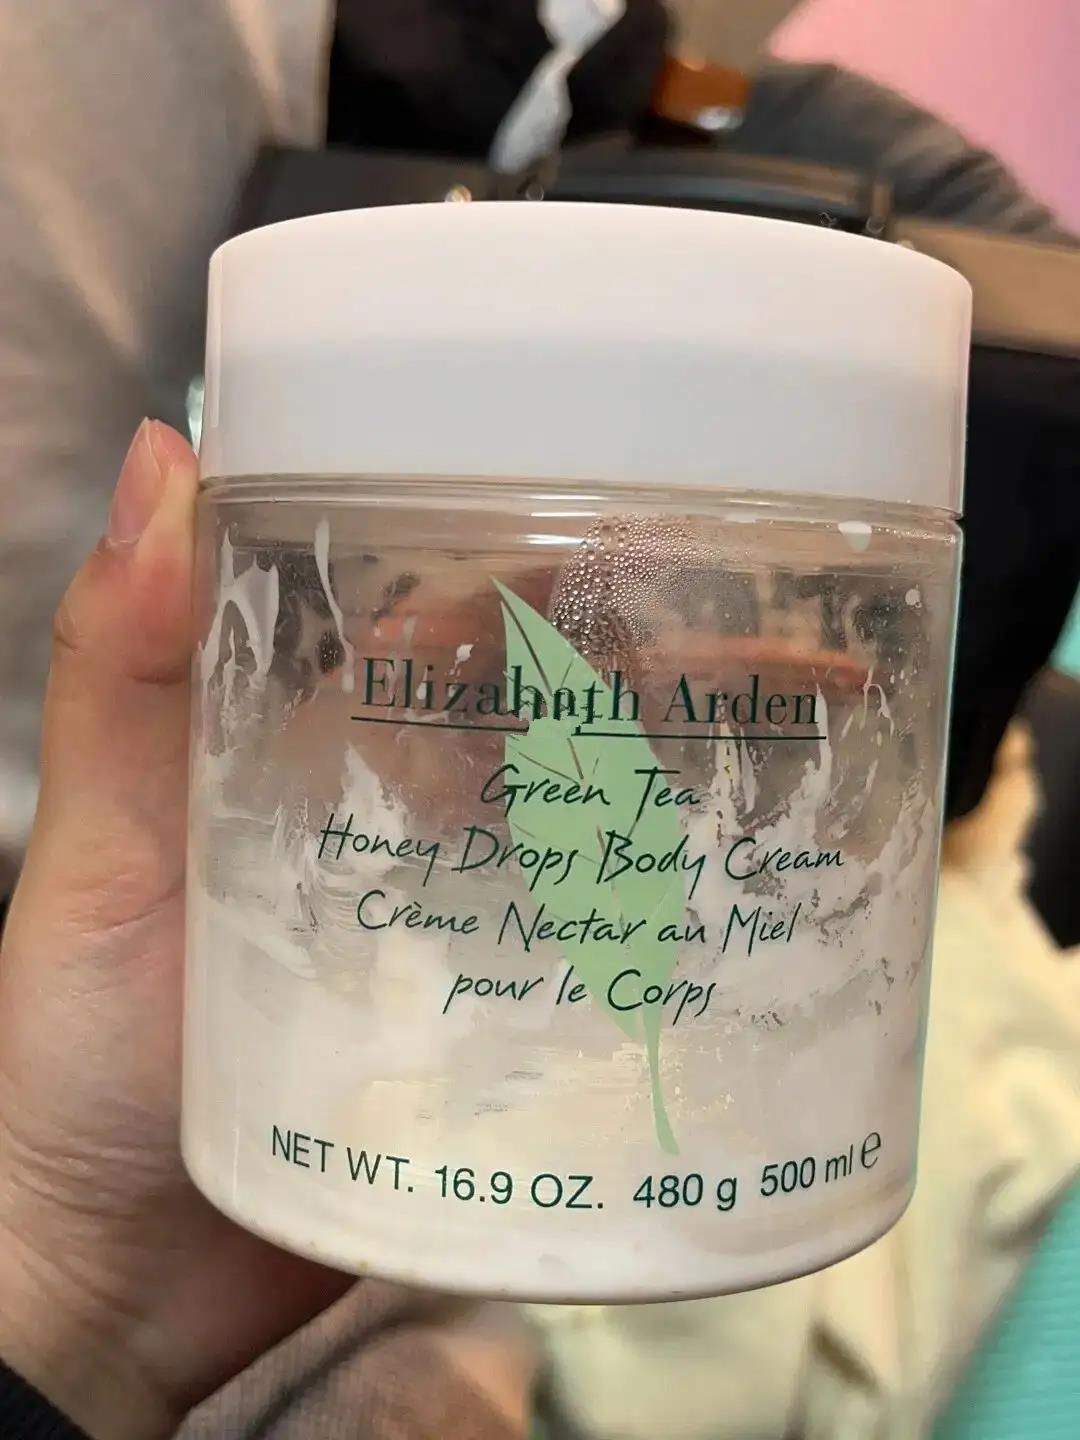 Elizabeth Arden
Green Tea
Honey Drops Body Cream
Crème Nectar au Miel
pour le Corps
NET WT. 16.9 OZ. 480 g 500 ml e